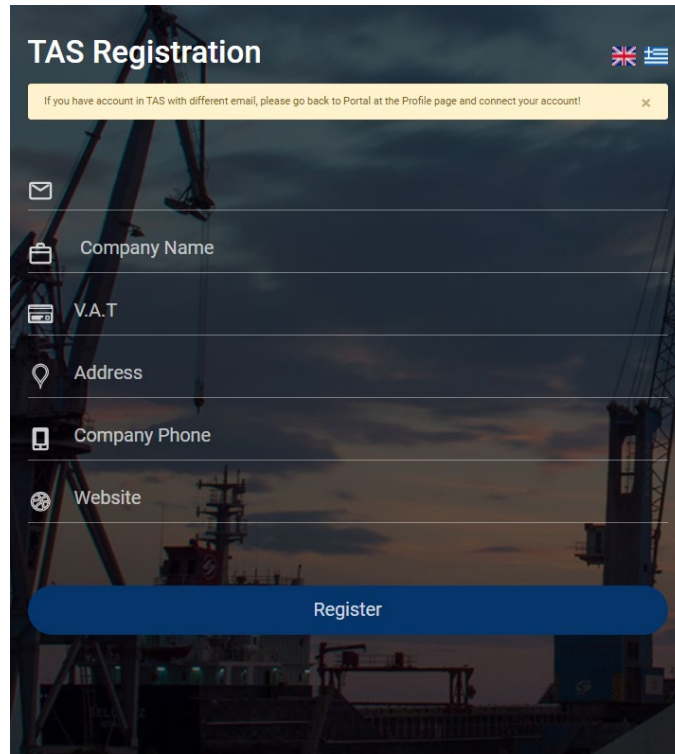 TAS Registration
If you have account in TAS with different email, please go back to Portal at the Profile page and connect your account!
×
Company Name
V.A.T
Address
Company Phone
Website
Register